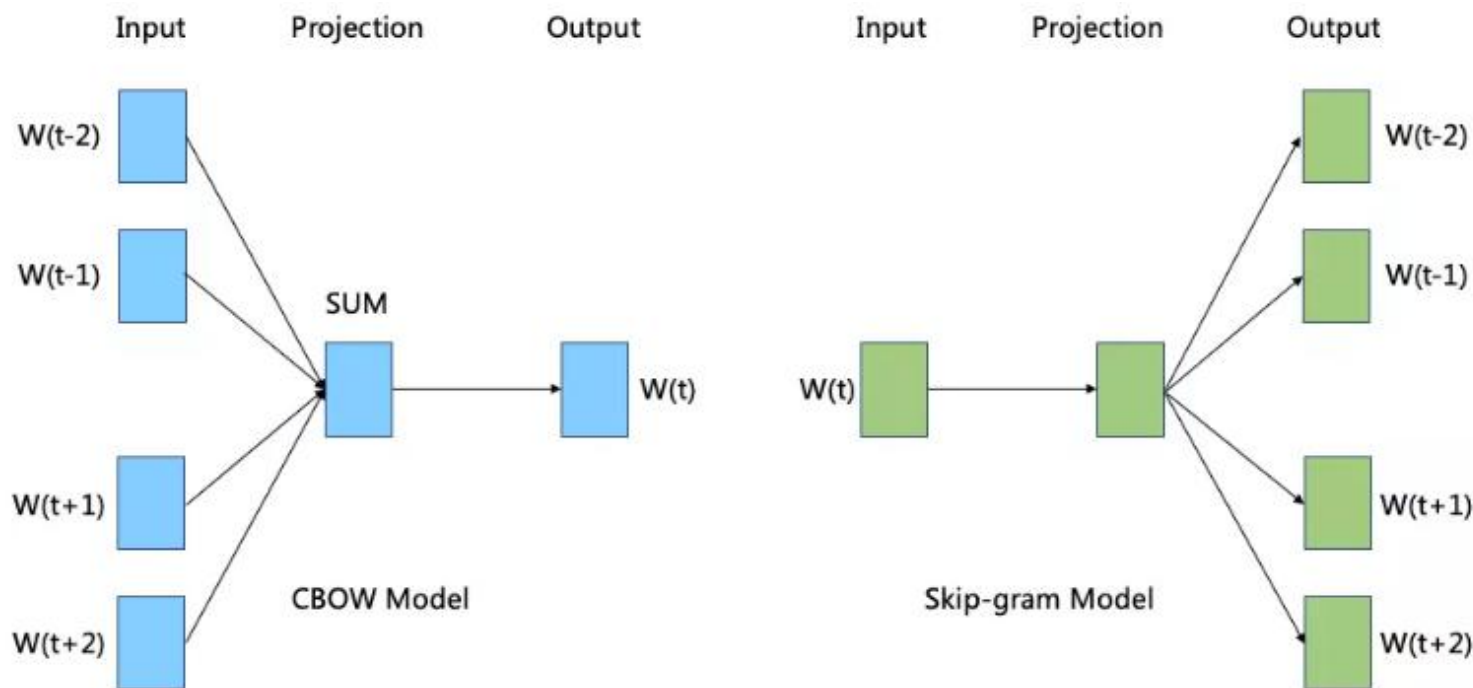 Input Projection Output
W(t-2)
W(t-1)
SUM
W(t)
W(t+1)
CBOW Model
W(t+2)
Input Projection Output
W(t-2)
W(t-1)
W(t)
W(t+1)
Skip-gram Model
W(t+2)